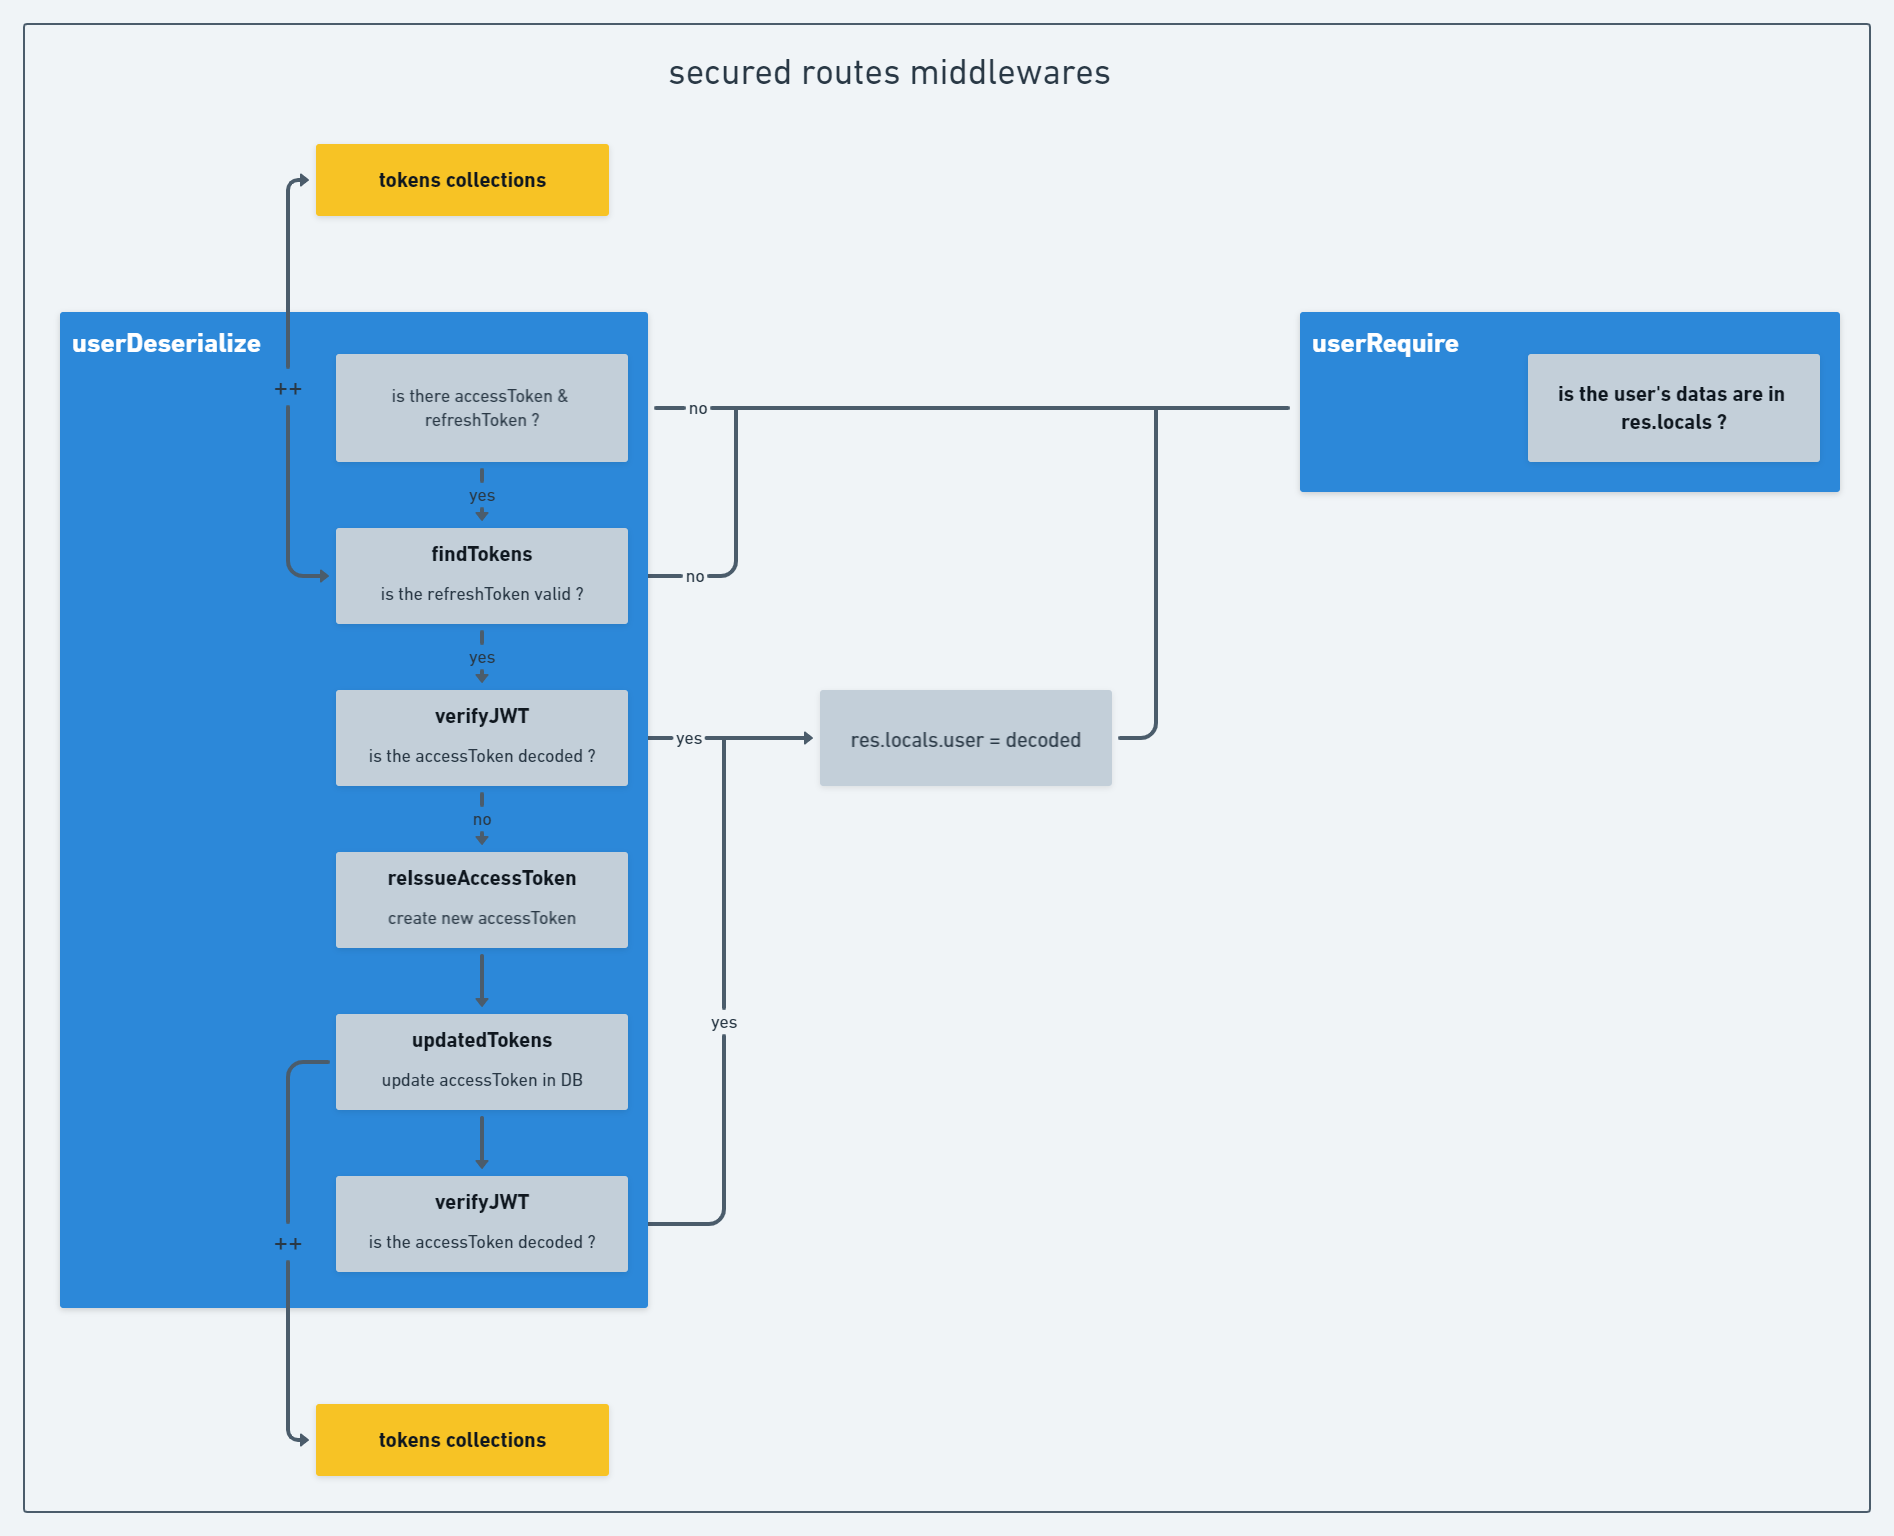 secured routes middlewares
tokens collections
userDeserialize
++
is there accessToken &
refreshToken ?
no
userRequire
is the user's datas are in
res.locals ?
yes
findTokens
is the refreshToken valid ?
no
yes
verifyJWT
is the accessToken decoded ?
yes
res.locals.user = decoded
no
reIssueAccessToken
create new accessToken
yes
updatedTokens
update accessToken in DB
verifyJWT
is the accessToken decoded ?
++
tokens collections